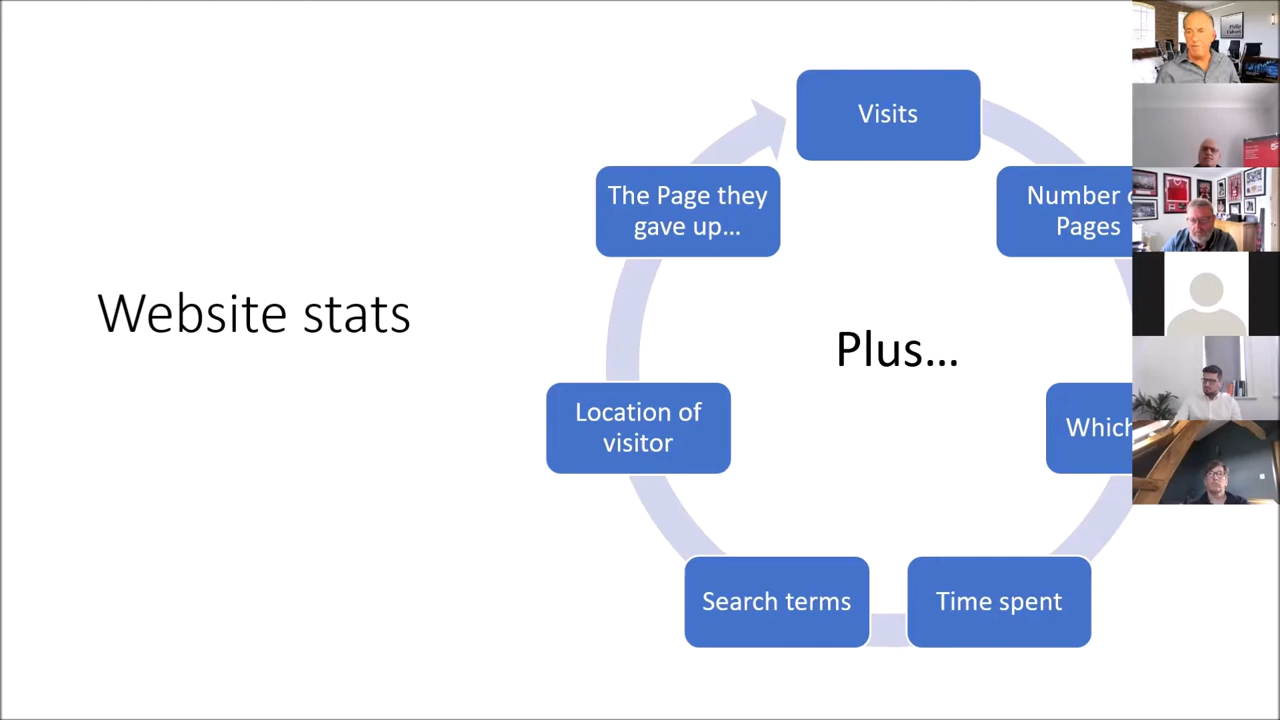 Website stats
Visits
Number
Pages
Which
Time spent
Search terms
Location of
visitor
The Page they
gave up...
Plus...